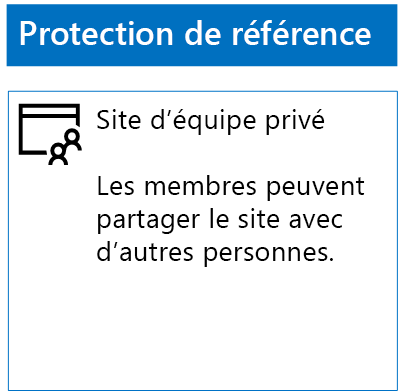 Protection de référence
Site d’équipe privé
Les membres peuvent
partager le site avec
d’autres personnes.